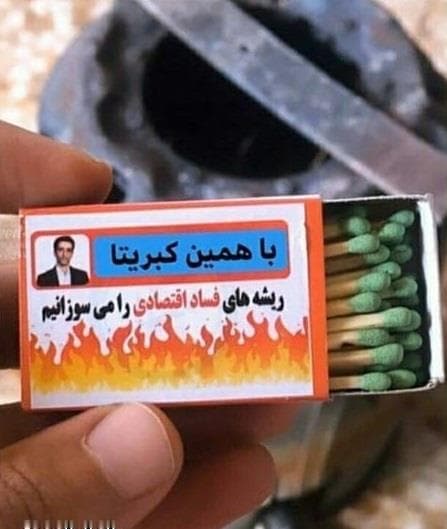 با همین کبریتا
ریشه های فساد اقتصادی را می سوزانیم